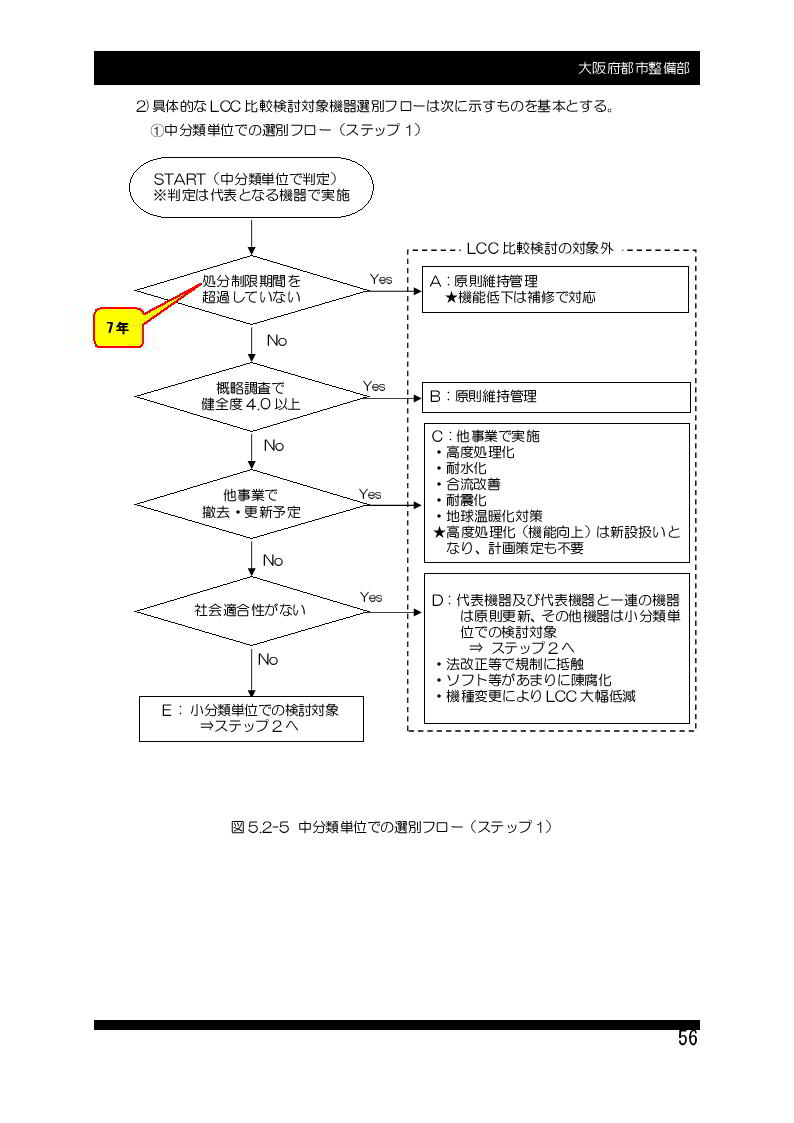 大阪府都市整備部
2) 具体的なLCC比較検討対象機器選別フローは次に示すものを基本とする。
①中分類単位での選別フロー（ステップ1）
START（中分類単位で判定）
※判定は代表となる機器で実施
LCC比較検討の対象外
処分制限期間を
超過していない
Yes
A：原則維持管理
★機能低下は補修で対応
7年
No
概略調査で
健全度4.0以上
Yes
B：原則維持管理
No
他事業で
撤去・更新予定
Yes
C：他事業で実施
・高度処理化
・耐水化
・合流改善
・耐震化
・地球温暖化対策
★高度処理化（機能向上）は新設扱いと
なり、計画策定も不要
No
社会適合性がない
Yes
D：代表機器及び代表機器と一連の機器
は原則更新、その他機器は小分類単
位での検討対象
⇒ ステップ2へ
・法改正等で規制に抵触
・ソフト等があまりに陳腐化
・機種変更によりLCC大幅低減
No
E： 小分類単位での検討対象
⇒ステップ2へ
図5.2-5 中分類単位での選別フロー（ステップ1）
56